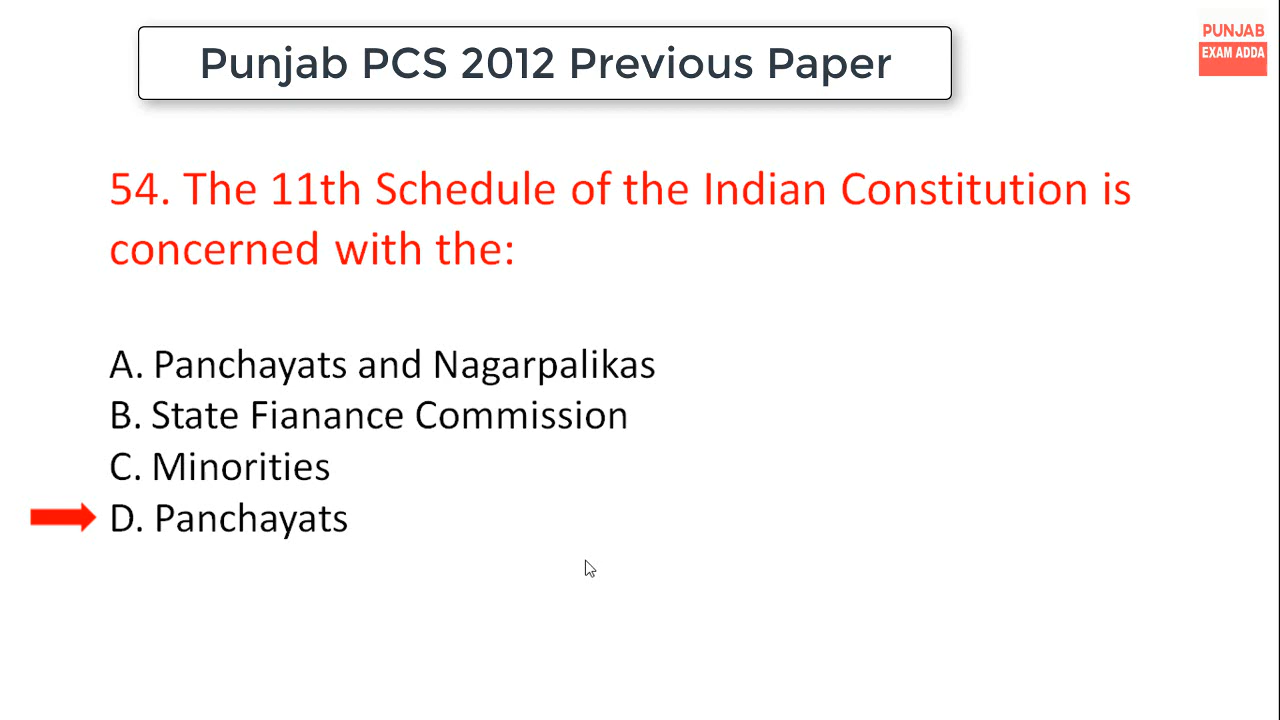 Punjab PCS 2012 Previous Paper
PUNJAB
EXAM ADDA
54. The 11th Schedule of the Indian Constitution is
concerned with the:
A. Panchayats and Nagarpalikas
B. State Fianance Commission
C. Minorities
D. Panchayats